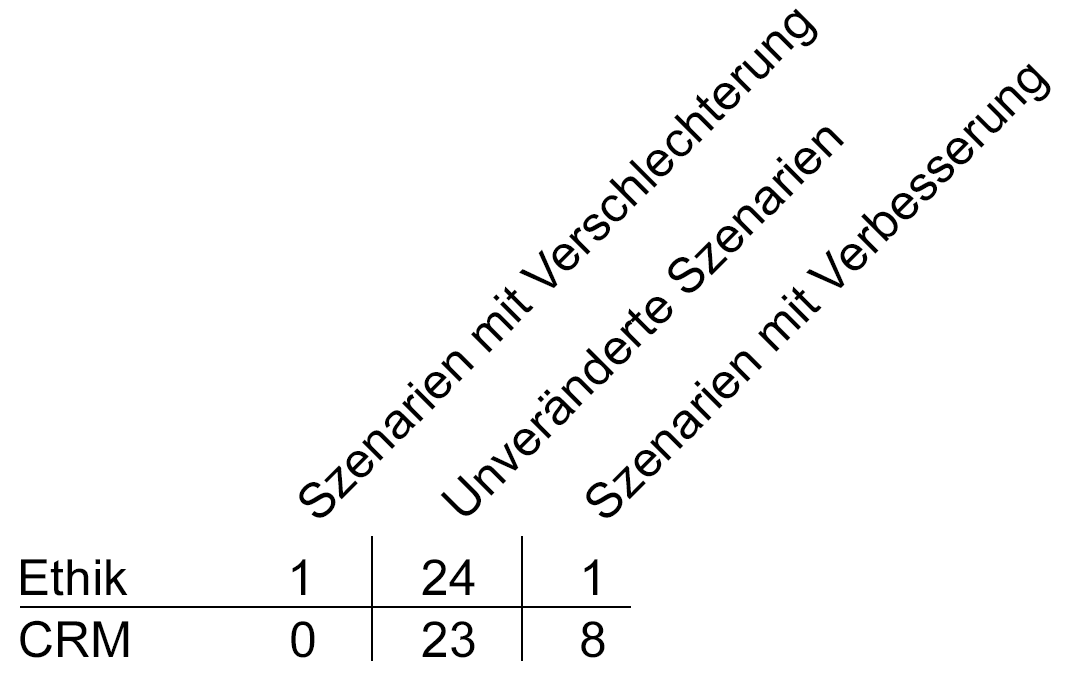 Szenarien mit Verschlechterung
Unveränderte Szenarien
Szenarien mit Verbesserung
Ethik 1 24 1
CRM 0 23 8